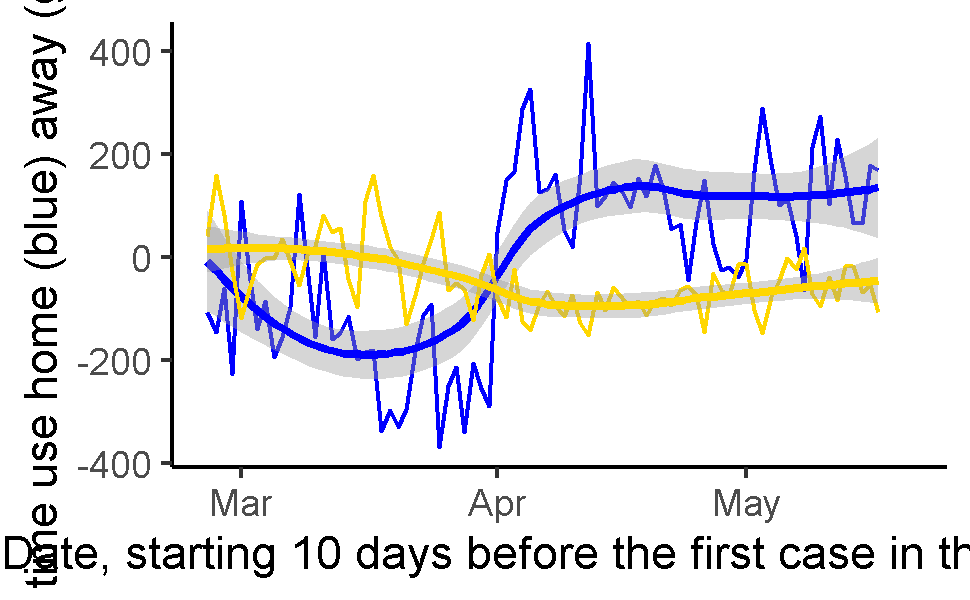 time use home (blue) away (
400
200
0
-200
-400
Mar Apr May
Date, starting 10 days before the first case in th